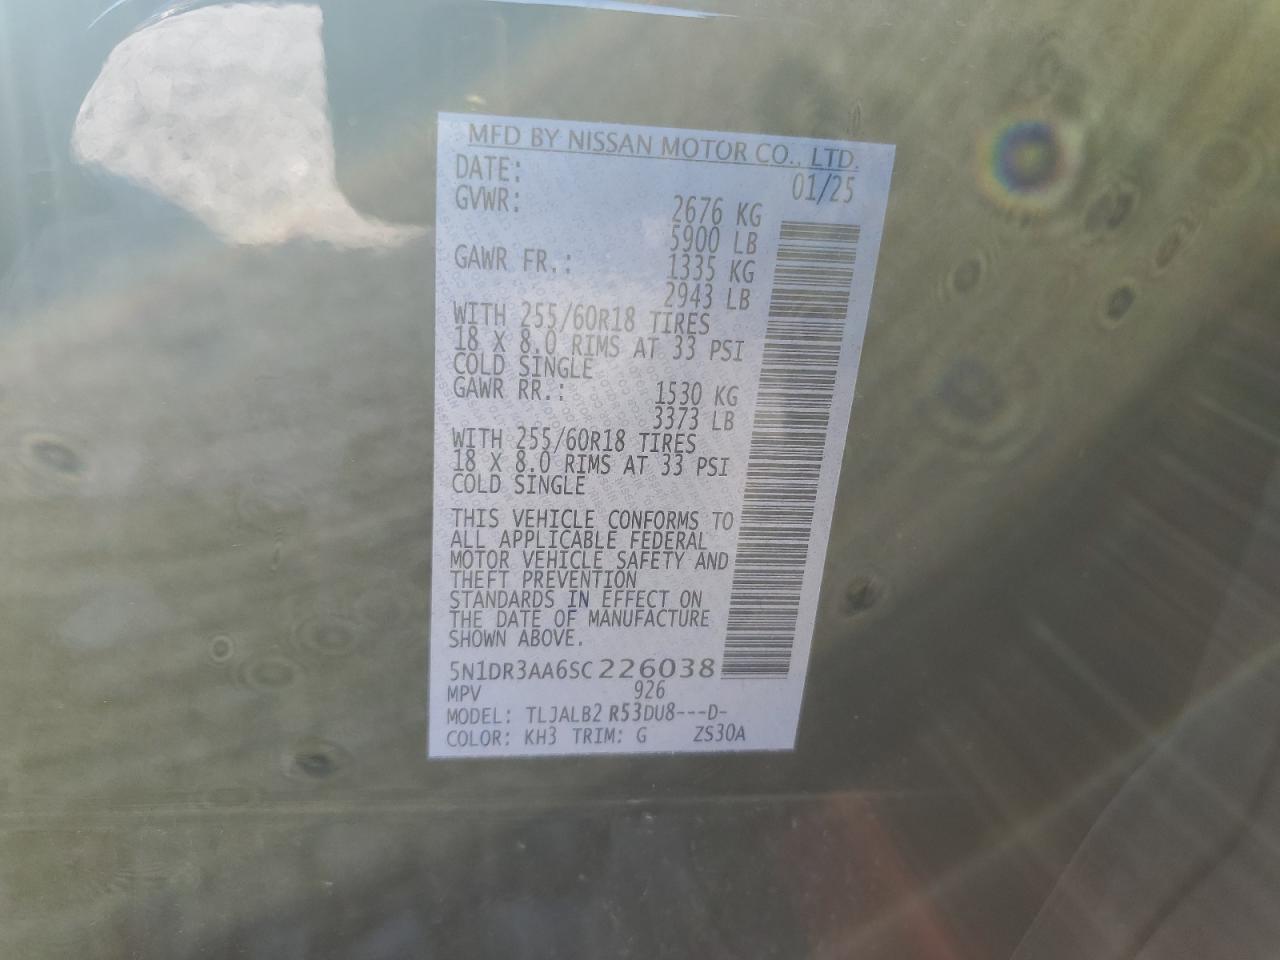 MFD BY NISSAN MOTOR CO., LTD.
DATE: 01/25
GVWR: 2676 KG
5900 LB
GAWR FR.: 1335 KG
2943 LB
WITH 255/60R18 TIRES
18 X 8.0 RIMS AT 33 PSI
COLD SINGLE
GAWR RR.: 1530 KG
3373 LB
WITH 255/60R18 TIRES
18 X 8.0 RIMS AT 33 PSI
COLD SINGLE
THIS VEHICLE CONFORMS TO
ALL APPLICABLE FEDERAL
MOTOR VEHICLE SAFETY AND
THEFT PREVENTION
STANDARDS IN EFFECT ON
THE DATE OF MANUFACTURE
SHOWN ABOVE.
5N1DR3AA6SC226038
MPV 926
MODEL: TLJALB2 R53DU8---D-
COLOR: KH3 TRIM: G ZS30A